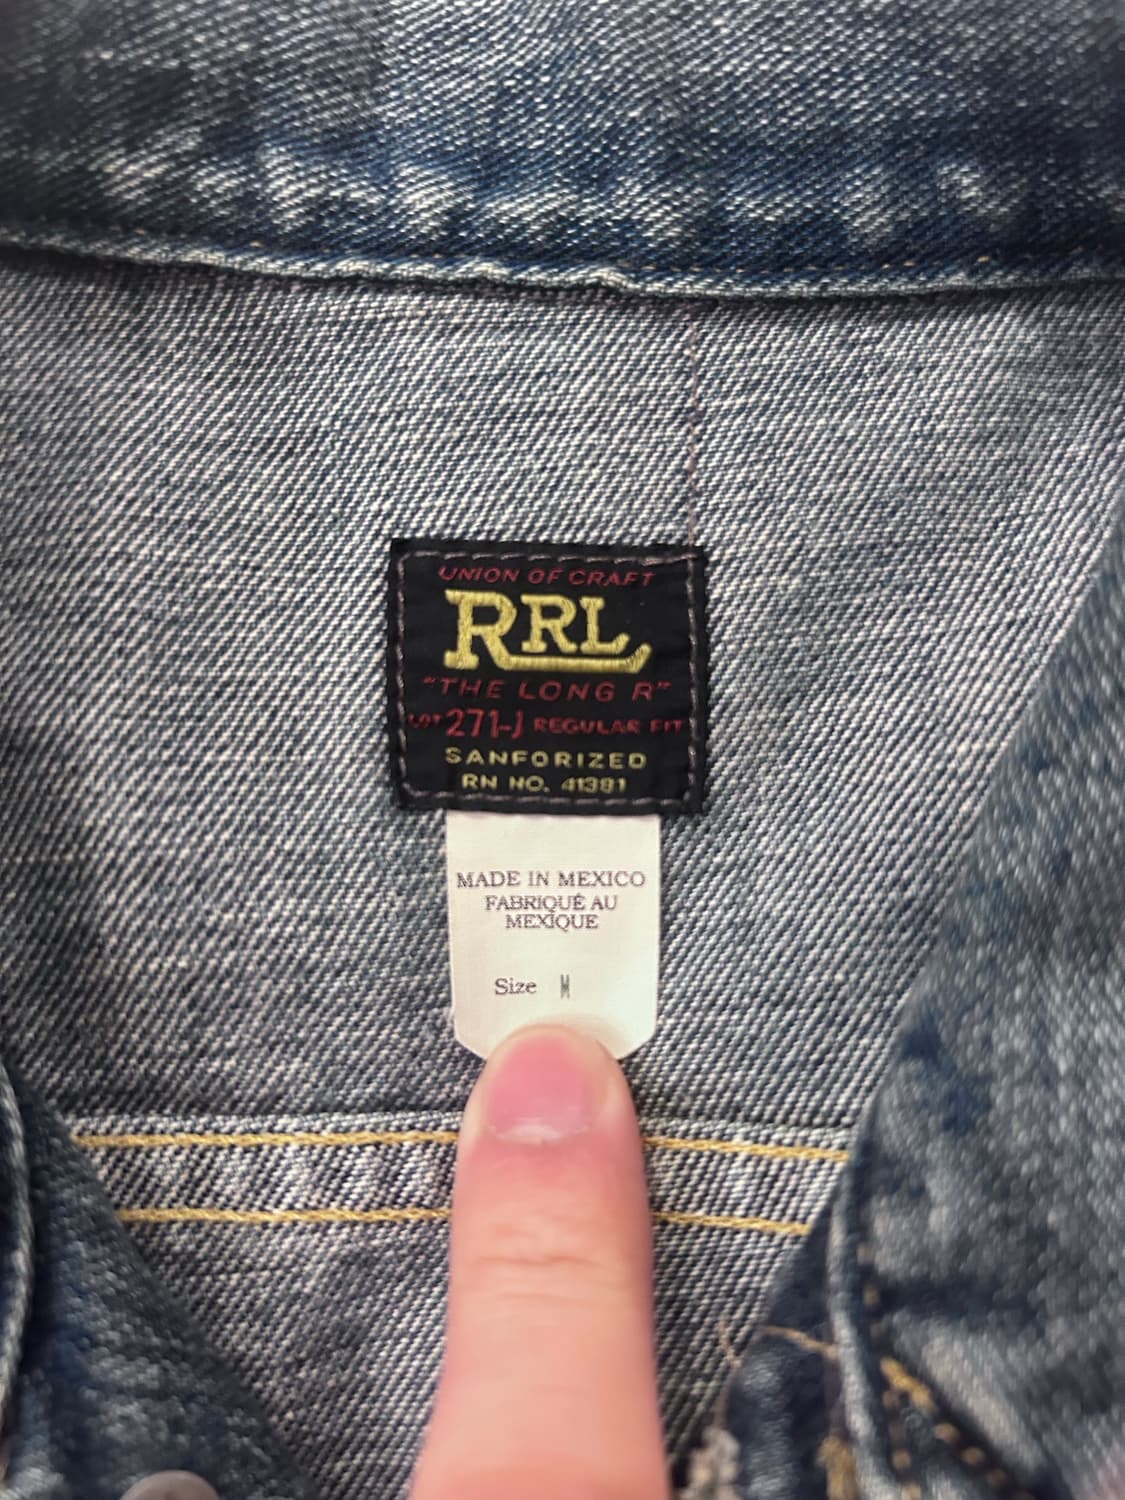 UNION OF CRAFT
RRL
"THE LONG R"
LOT 271-J REGULAR FIT
SANFORIZED
RN NO. 41381
MADE IN MEXICO
FABRIQUÉ AU
MEXIQUE
Size M